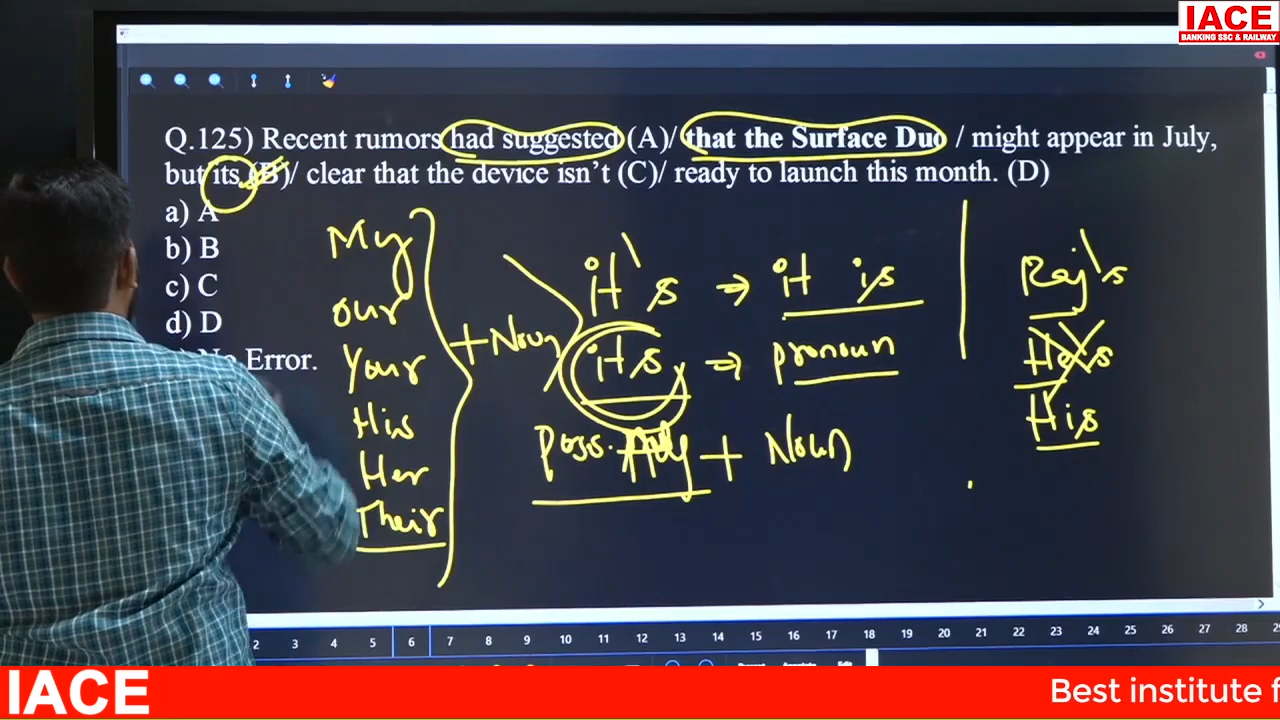 IACE
BANKING SSC & RAILWAY
Q.125) Recent rumors had suggested (A)/ that the Surface Duo / might appear in July,
but its (B)/ clear that the device isn't (C)/ ready to launch this month. (D)
a) A
b) B
c) C
d) D
No Error.
My
our
Your
His
Her
Their
+ Noun
it's → it is
its → pronoun
poss. Adj + Noun
Raj's
He's
His
2 3 4 5 6 7 8 9 10 11 12 13 14 15 16 17 18 19 20 21 22 23 24 25 26 27 28
IACE
Best institute f